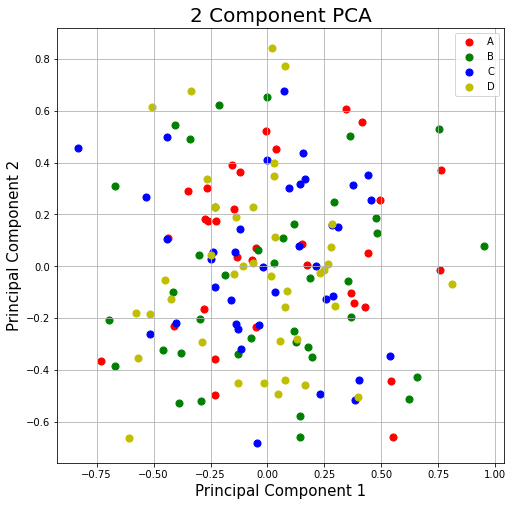 2 Component PCA
A
B
C
D
0.8
0.6
0.4
0.2
0.0
−0.2
−0.4
−0.6
Principal Component 2
−0.75 −0.50 −0.25 0.00 0.25 0.50 0.75 1.00
Principal Component 1